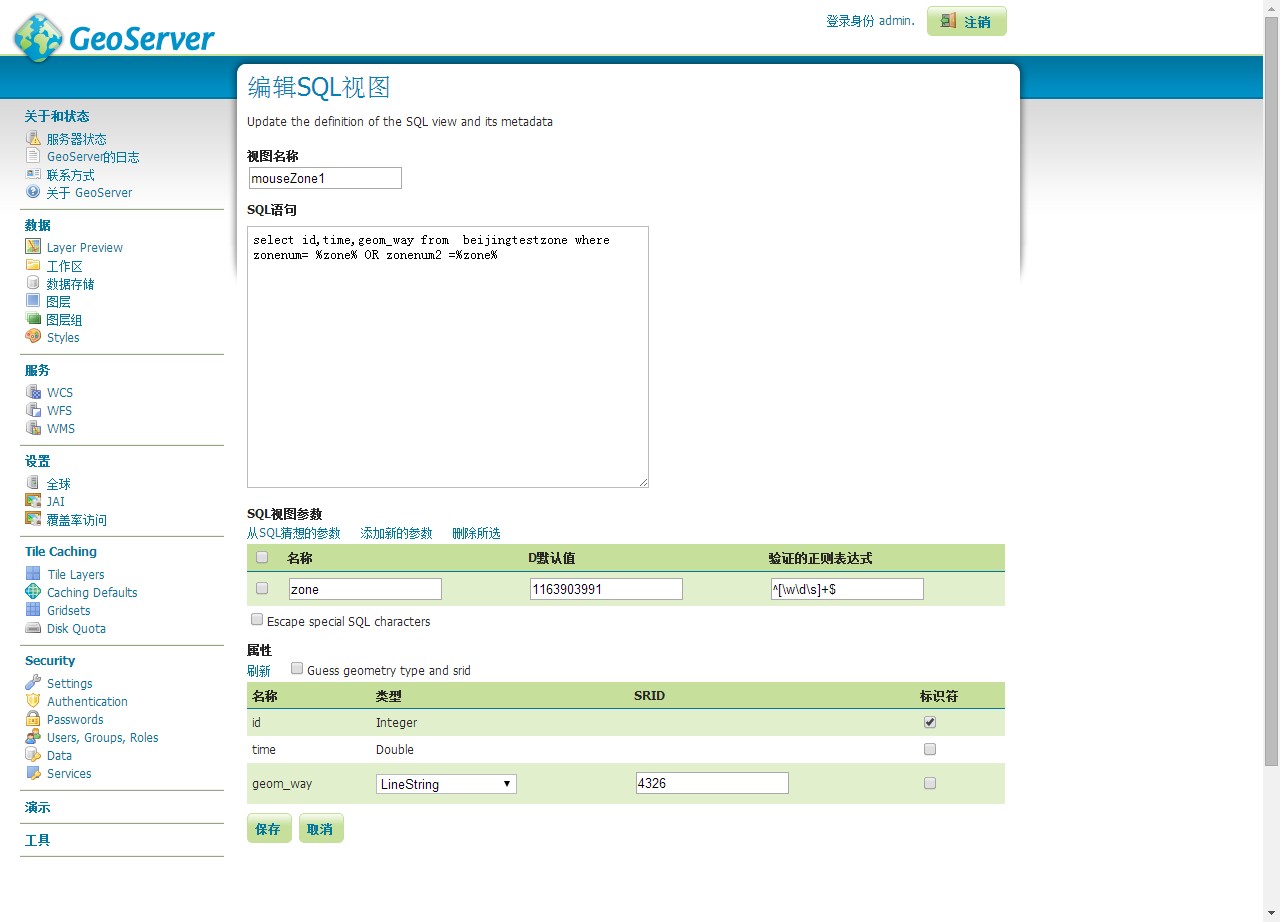 GeoServer
登录身份 admin.
注销
编辑SQL视图
Update the definition of the SQL view and its metadata
关于和状态
服务器状态
GeoServer的日志
联系方式
关于 GeoServer
数据
Layer Preview
工作区
数据存储
图层
图层组
Styles
服务
WCS
WFS
WMS
设置
全球
JAI
覆盖率访问
Tile Caching
Tile Layers
Caching Defaults
Gridsets
Disk Quota
Security
Settings
Authentication
Passwords
Users, Groups, Roles
Data
Services
演示
工具
视图名称
mouseZone1
SQL语句
select id,time,geom_way from  beijingtestzone where
zonenum= %zone% OR zonenum2 =%zone%
SQL视图参数
从SQL猜想的参数 添加新的参数 删除所选
名称 D默认值 验证的正则表达式
zone 1163903991 ^[\w\d\s]+$
Escape special SQL characters
属性
刷新 Guess geometry type and srid
名称 类型 SRID 标识符
id Integer
time Double
geom_way LineString 4326
保存 取消